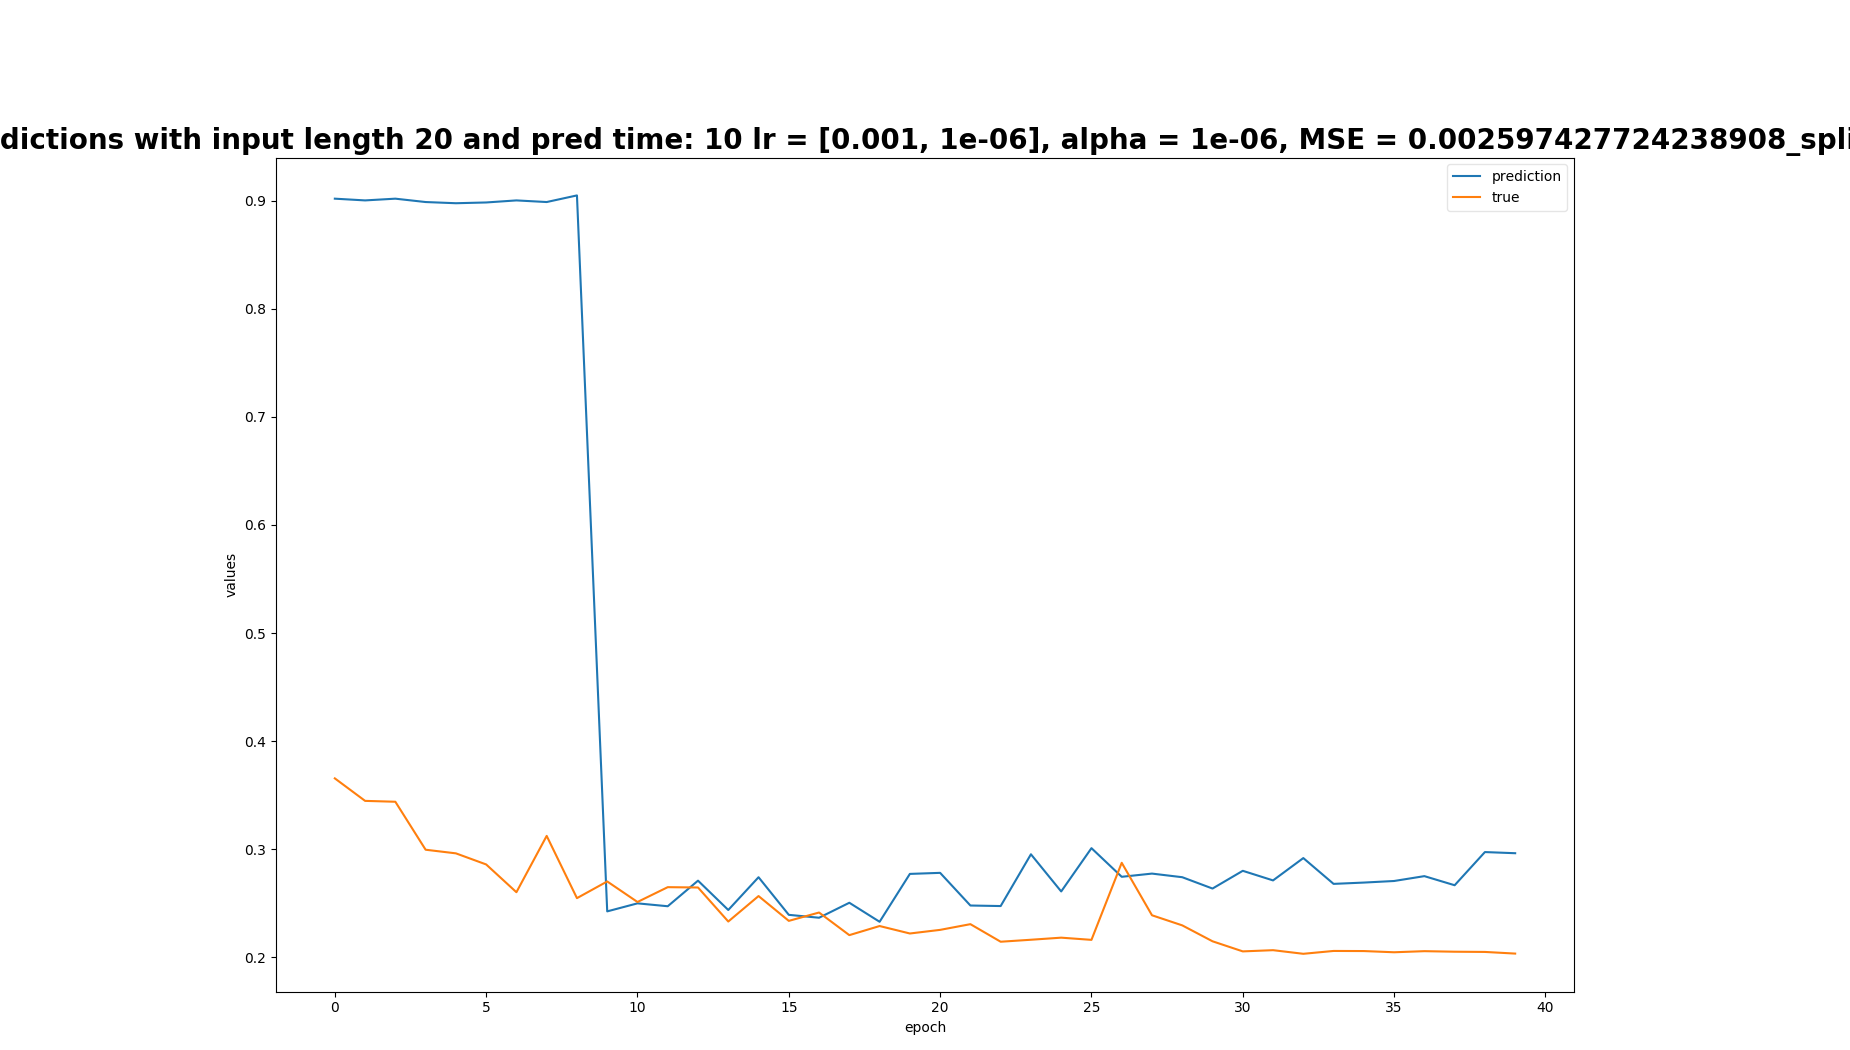 dictions with input length 20 and pred time: 10 lr = [0.001, 1e-06], alpha = 1e-06, MSE = 0.002597427724238908_spli
prediction
true
0.9
0.8
0.7
0.6
0.5
0.4
0.3
0.2
values
0 5 10 15 20 25 30 35 40
epoch